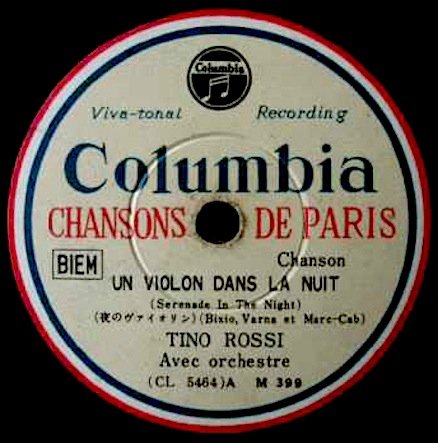 Columbia
Viva-tonal Recording
Columbia
CHANSONS DE PARIS
BIEM Chanson
UN VIOLON DANS LA NUIT
(Serenade In The Night)
(夜のヴァイオリン)(Bixio, Varna et Marc-Cab)
TINO ROSSI
Avec orchestre
(CL 5464)A M 399